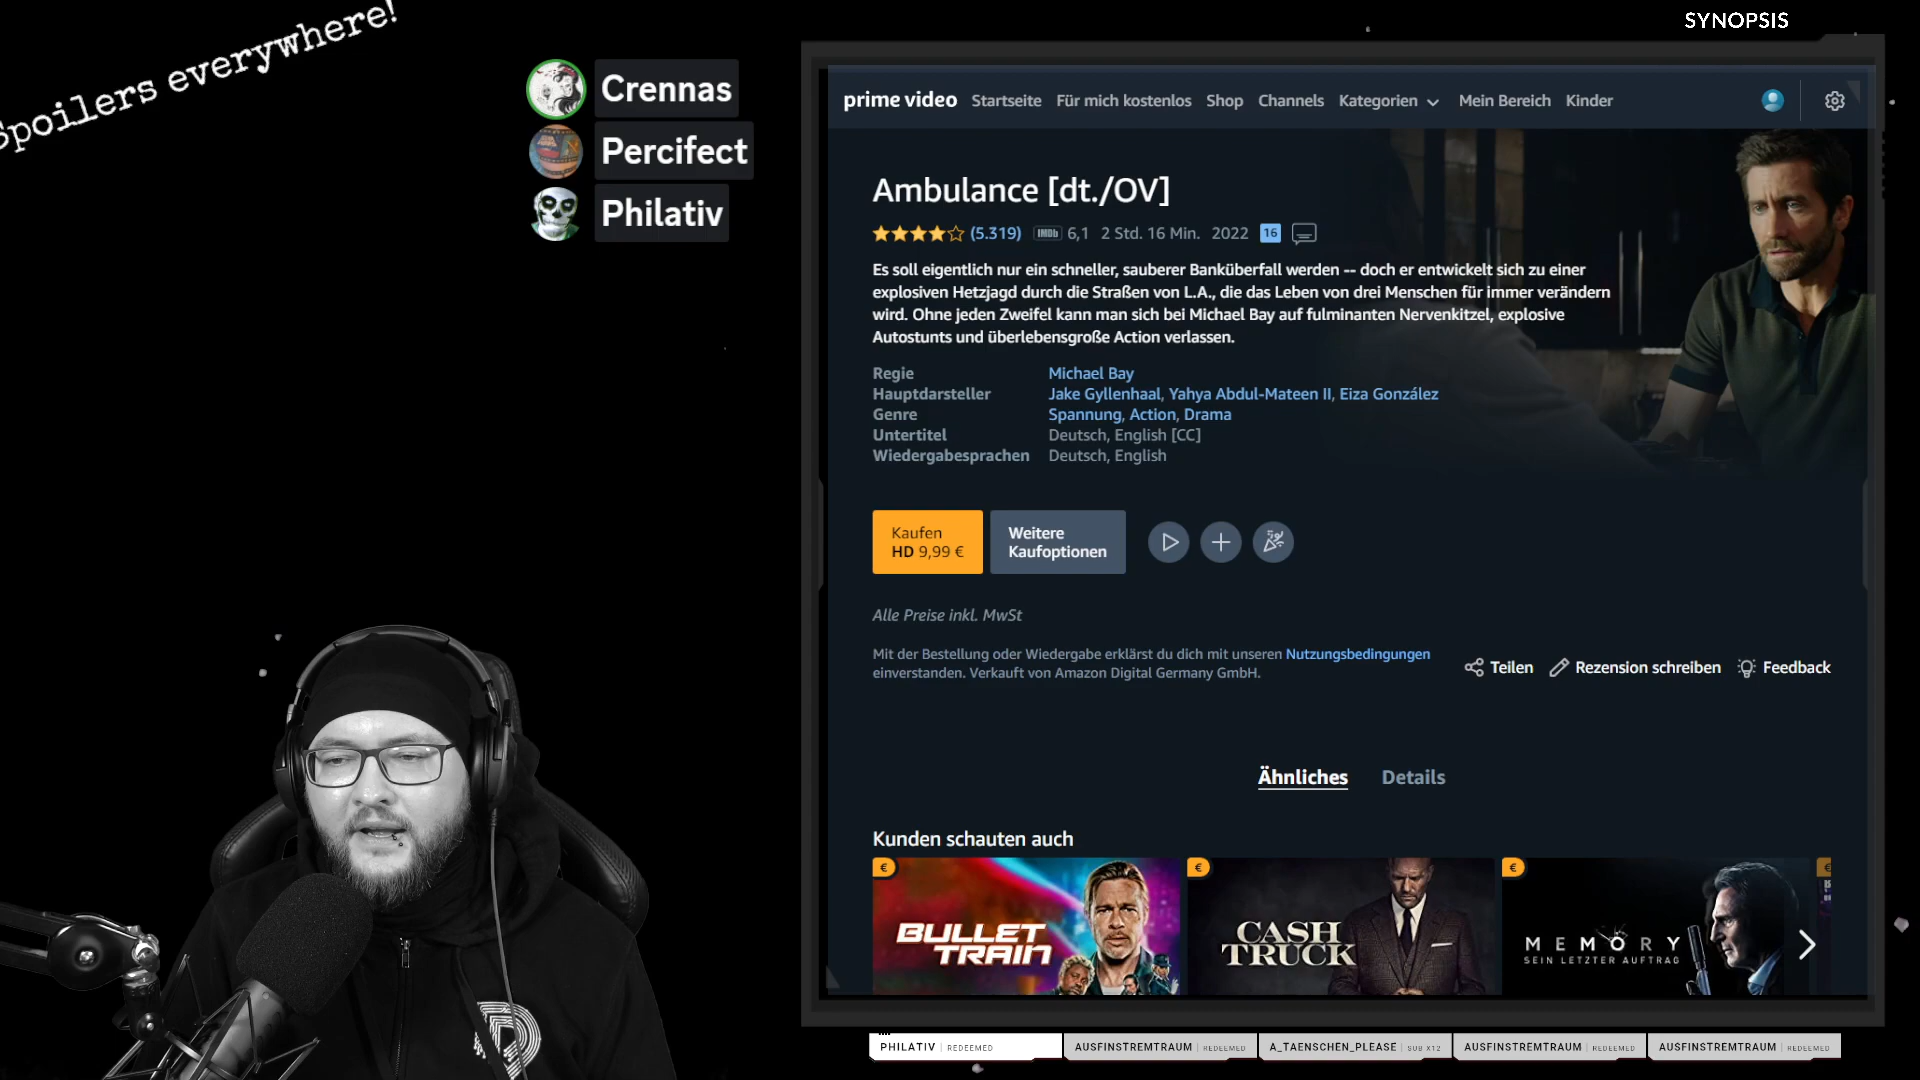 SYNOPSIS
Spoilers everywhere!
Crennas
Percifect
Philativ
prime video Startseite Für mich kostenlos Shop Channels Kategorien Mein Bereich Kinder
Ambulance [dt./OV]
(5.319) IMDb 6,1 2 Std. 16 Min. 2022 16
Es soll eigentlich nur ein schneller, sauberer Banküberfall werden -- doch er entwickelt sich zu einer
explosiven Hetzjagd durch die Straßen von L.A., die das Leben von drei Menschen für immer verändern
wird. Ohne jeden Zweifel kann man sich bei Michael Bay auf fulminanten Nervenkitzel, explosive
Autostunts und überlebensgroße Action verlassen.
Regie Michael Bay
Hauptdarsteller Jake Gyllenhaal, Yahya Abdul-Mateen II, Eiza González
Genre Spannung, Action, Drama
Untertitel Deutsch, English [CC]
Wiedergabesprachen Deutsch, English
Kaufen
HD 9,99 €
Weitere
Kaufoptionen
Alle Preise inkl. MwSt
Mit der Bestellung oder Wiedergabe erklärst du dich mit unseren Nutzungsbedingungen
einverstanden. Verkauft von Amazon Digital Germany GmbH.
Teilen Rezension schreiben Feedback
Ähnliches Details
Kunden schauten auch
€ € € €
BULLET
TRAIN
CASH
TRUCK
MEMORY
SEIN LETZTER AUFTRAG
PHILATIV | REDEEMED AUSFINSTREMTRAUM | REDEEMED A_TAENSCHEN_PLEASE | SUB X12 AUSFINSTREMTRAUM | REDEEMED AUSFINSTREMTRAUM | REDEEMED